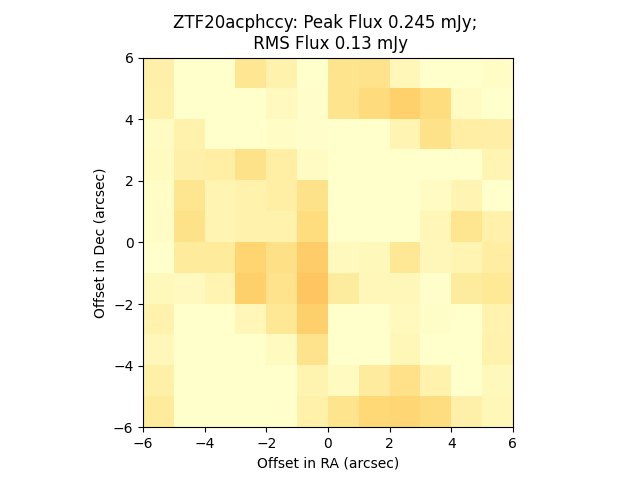 ZTF20acphccy: Peak Flux 0.245 mJy;
RMS Flux 0.13 mJy
6
4
2
0
−2
−4
−6
Offset in Dec (arcsec)
−6 −4 −2 0 2 4 6
Offset in RA (arcsec)